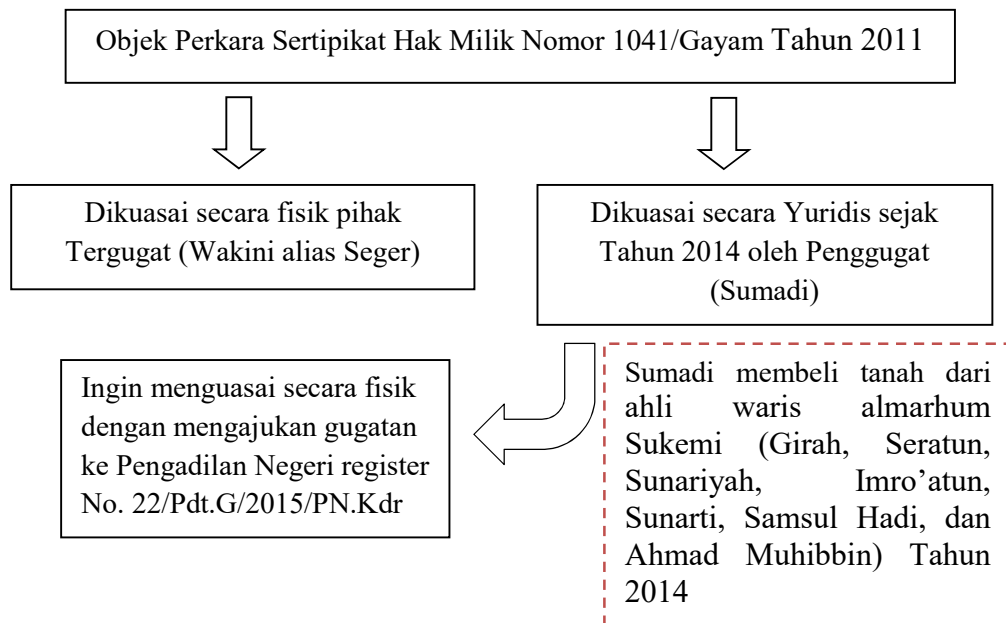 Objek Perkara Sertipikat Hak Milik Nomor 1041/Gayam Tahun 2011
Dikuasai secara fisik pihak
Tergugat (Wakini alias Seger)
Dikuasai secara Yuridis sejak
Tahun 2014 oleh Penggugat
(Sumadi)
Ingin menguasai secara fisik
dengan mengajukan gugatan
ke Pengadilan Negeri register
No. 22/Pdt.G/2015/PN.Kdr
Sumadi membeli tanah dari
ahli waris almarhum
Sukemi (Girah, Seratun,
Sunariyah, Imro’atun,
Sunarti, Samsul Hadi, dan
Ahmad Muhibbin) Tahun
2014